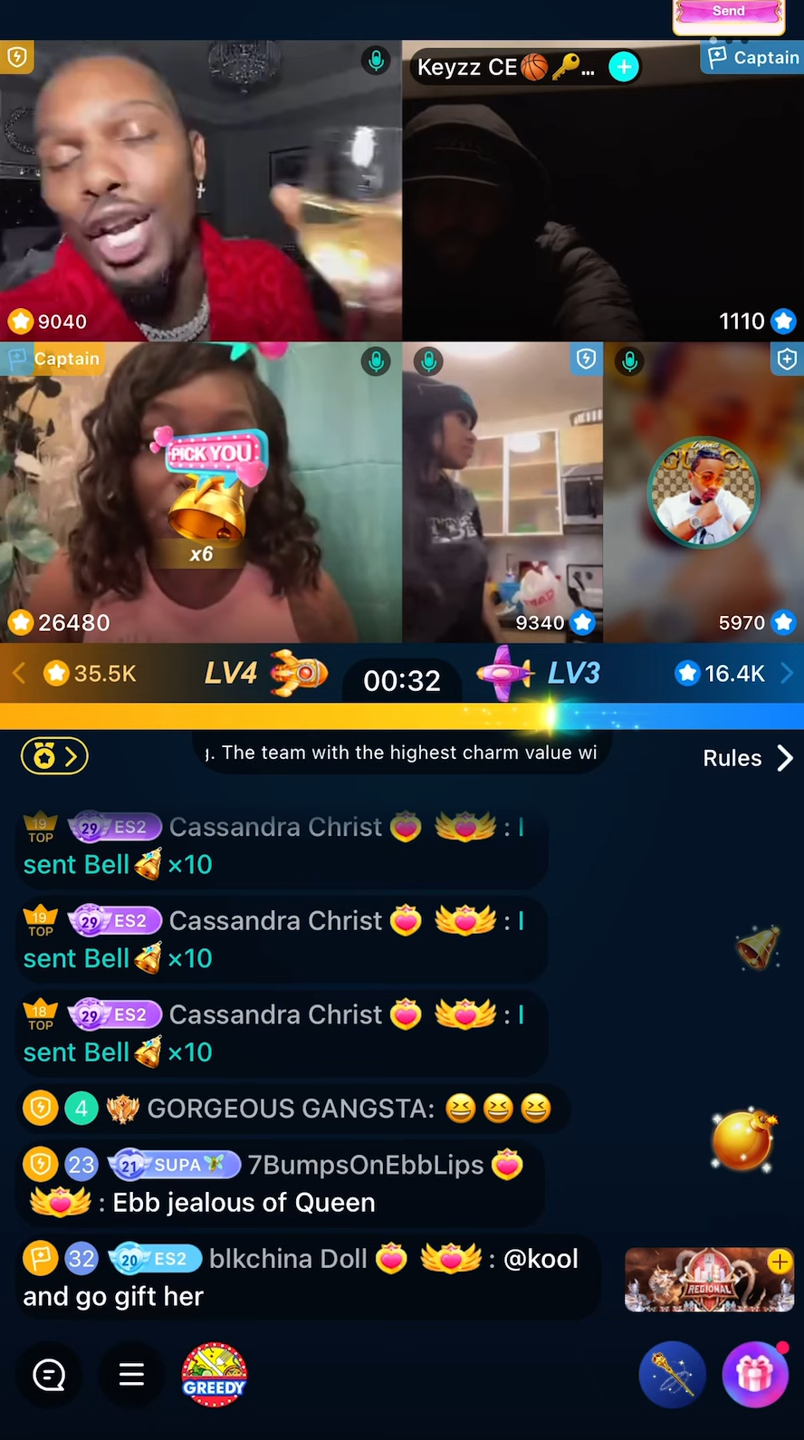 Send
Keyzz CE🏀🔑...
Captain
9040
1110
Captain
PICK YOU
x6
Legends
26480
9340
5970
35.5K
LV4
00:32
LV3
16.4K
g. The team with the highest charm value wi
Rules
19 TOP 29 ES2 Cassandra Christ : I
sent Bell ×10
19 TOP 29 ES2 Cassandra Christ : I
sent Bell ×10
18 TOP 29 ES2 Cassandra Christ : I
sent Bell ×10
4 GORGEOUS GANGSTA: 😆😆😆
23 21 SUPA 7BumpsOnEbbLips
: Ebb jealous of Queen
32 20 ES2 blkchina Doll : @kool
and go gift her
REGIONAL
GREEDY